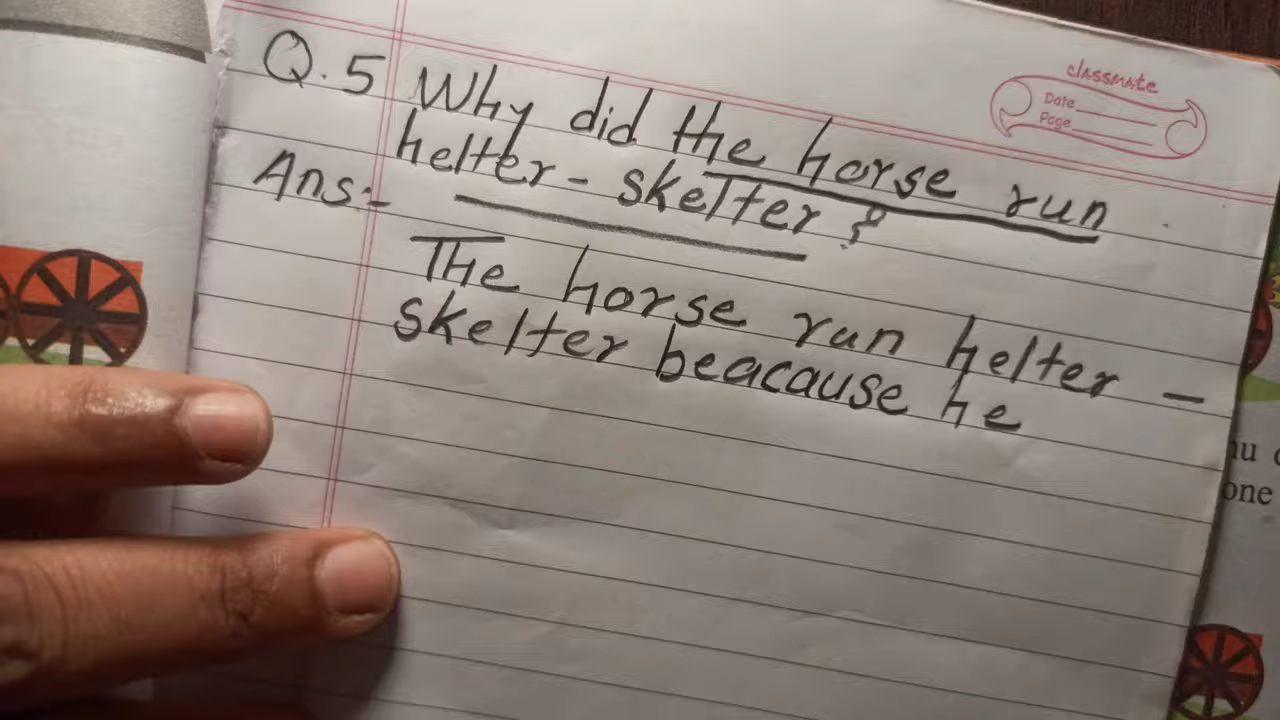 classmate
Date
Page
Q.5 Why did the horse run
helter - skelter?
Ans:-
The horse run helter -
skelter beacause he
one